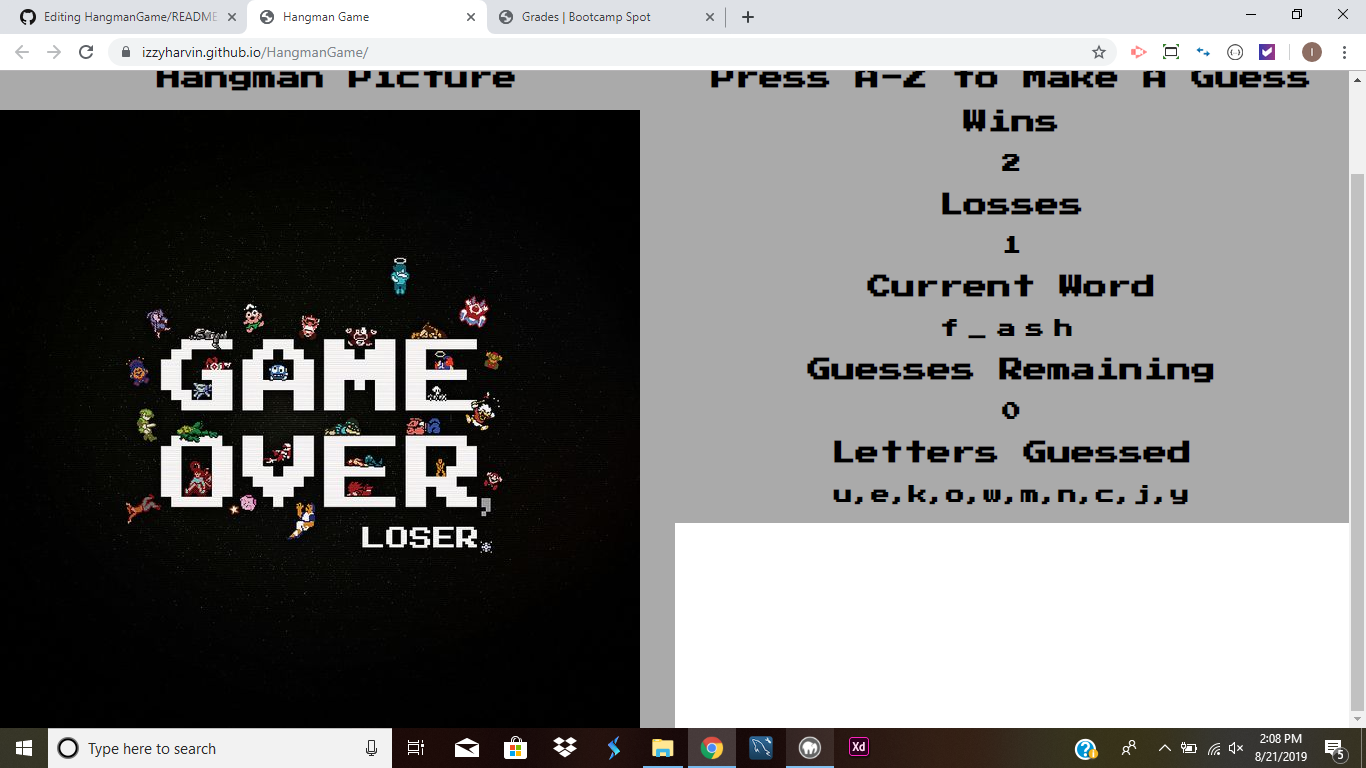 Editing HangmanGame/README
Hangman Game
Grades | Bootcamp Spot
izzyharvin.github.io/HangmanGame/
I
Hangman Picture
GAME
OVER,
LOSER.
Press A-Z to Make A Guess
Wins
2
Losses
1
Current Word
f _ a s h
Guesses Remaining
0
Letters Guessed
u,e,k,o,w,m,n,c,j,y
Type here to search
Xd
2:08 PM
8/21/2019
5